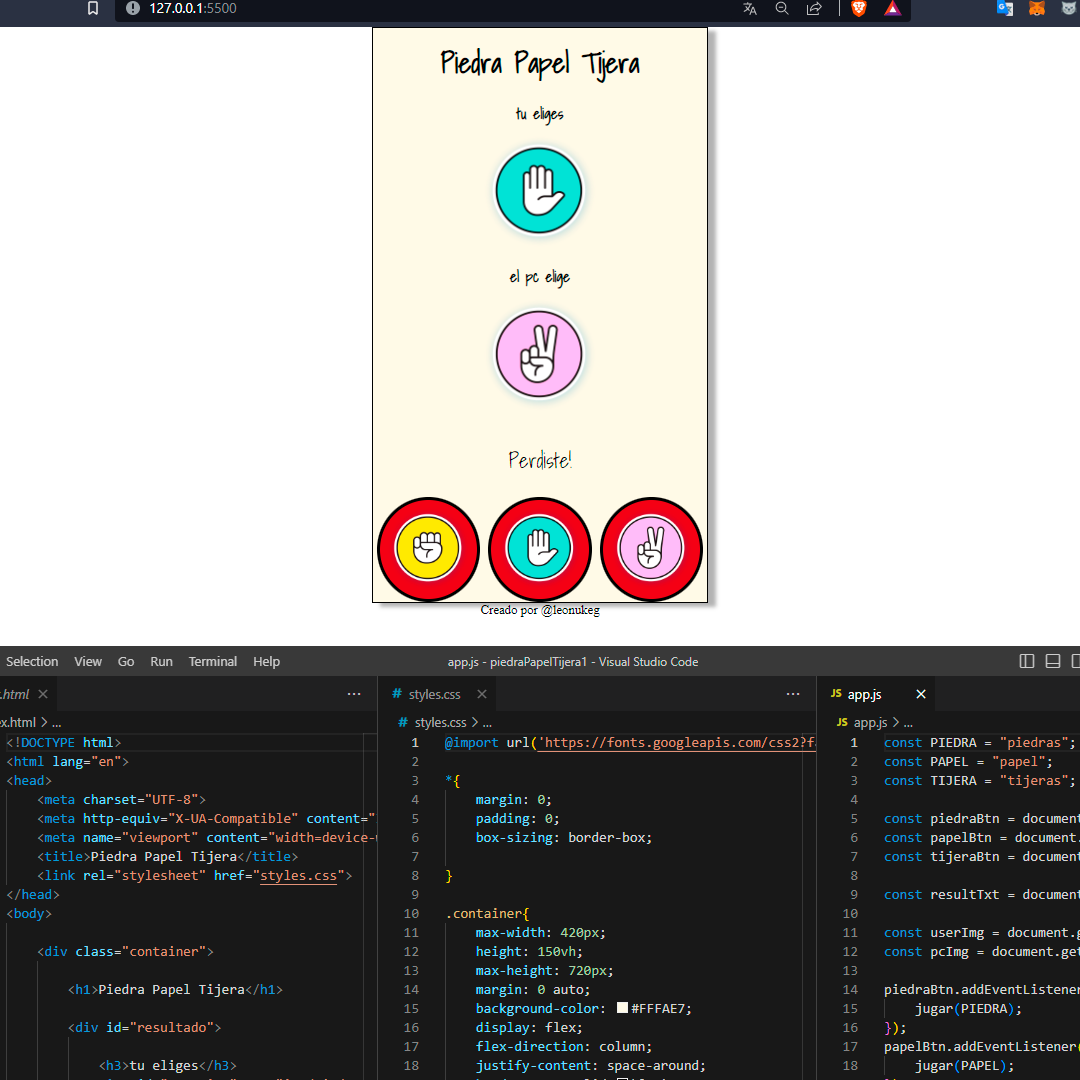 127.0.0.1:5500
Piedra Papel Tijera
tu eliges
el pc elige
Perdiste!
Creado por @leonukeg
Selection View Go Run Terminal Help
app.js - piedraPapelTijera1 - Visual Studio Code
.html
x.html > ...
<!DOCTYPE html>
<html lang="en">
<head>
<meta charset="UTF-8">
<meta http-equiv="X-UA-Compatible" content="
<meta name="viewport" content="width=device-
<title>Piedra Papel Tijera</title>
<link rel="stylesheet" href="styles.css">
</head>
<body>
<div class="container">
<h1>Piedra Papel Tijera</h1>
<div id="resultado">
<h3>tu eliges</h3>
# styles.css
# styles.css > ...
1 @import url('https://fonts.googleapis.com/css2?f
2
3 *{
4 margin: 0;
5 padding: 0;
6 box-sizing: border-box;
7
8 }
9
10 .container{
11 max-width: 420px;
12 height: 150vh;
13 max-height: 720px;
14 margin: 0 auto;
15 background-color: #FFFAE7;
16 display: flex;
17 flex-direction: column;
18 justify-content: space-around;
JS app.js
JS app.js > ...
1 const PIEDRA = "piedras";
2 const PAPEL = "papel";
3 const TIJERA = "tijeras";
4
5 const piedraBtn = document
6 const papelBtn = document.
7 const tijeraBtn = document
8
9 const resultTxt = document
10
11 const userImg = document.g
12 const pcImg = document.get
13
14 piedraBtn.addEventListener
15 jugar(PIEDRA);
16 });
17 papelBtn.addEventListener(
18 jugar(PAPEL);